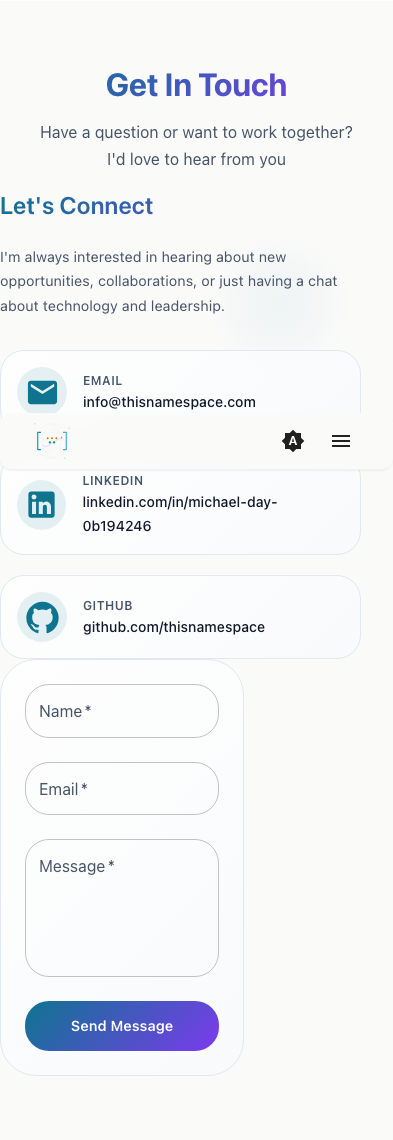 Get In Touch
Have a question or want to work together?
I'd love to hear from you
Let's Connect
I'm always interested in hearing about new
opportunities, collaborations, or just having a chat
about technology and leadership.
EMAIL
info@thisnamespace.com
A
LINKEDIN
linkedin.com/in/michael-day-
0b194246
GITHUB
github.com/thisnamespace
Name *
Email *
Message *
Send Message